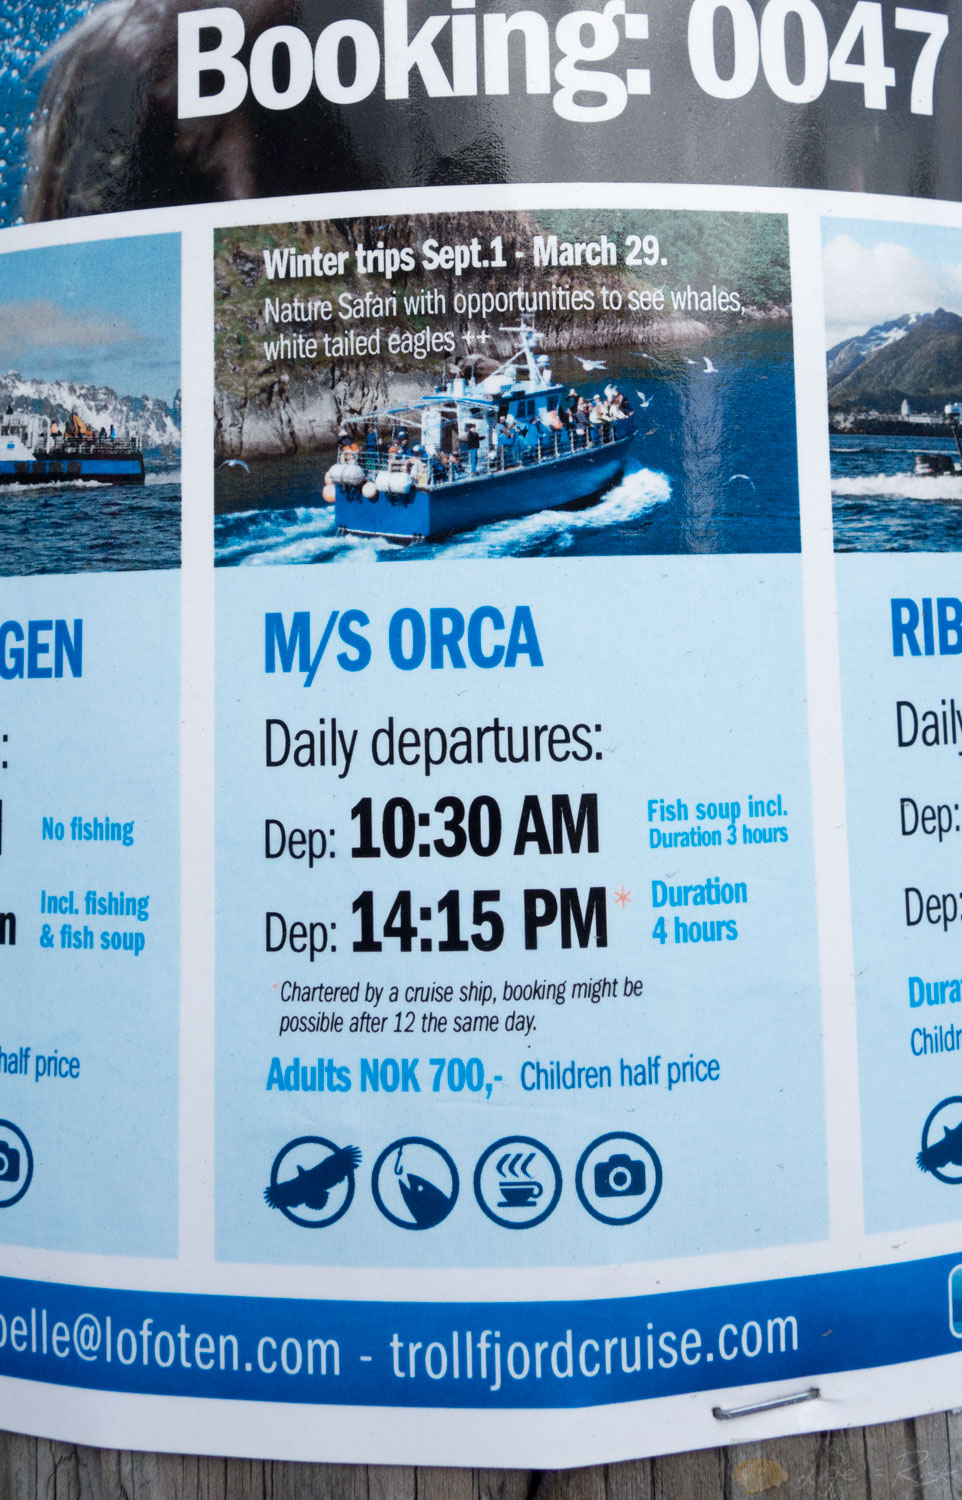 Booking: 0047
Winter trips Sept.1 - March 29.
Nature Safari with opportunities to see whales,
white tailed eagles ++
GEN
:
No fishing
Incl. fishing
& fish soup
half price
M/S ORCA
Daily departures:
Dep: 10:30 AM
Fish soup incl.
Duration 3 hours
Dep: 14:15 PM*
Duration
4 hours
*Chartered by a cruise ship, booking might be
possible after 12 the same day.
Adults NOK 700,- Children half price
RIB
Daily
Dep:
Dep:
Dura
Childr
belle@lofoten.com - trollfjordcruise.com